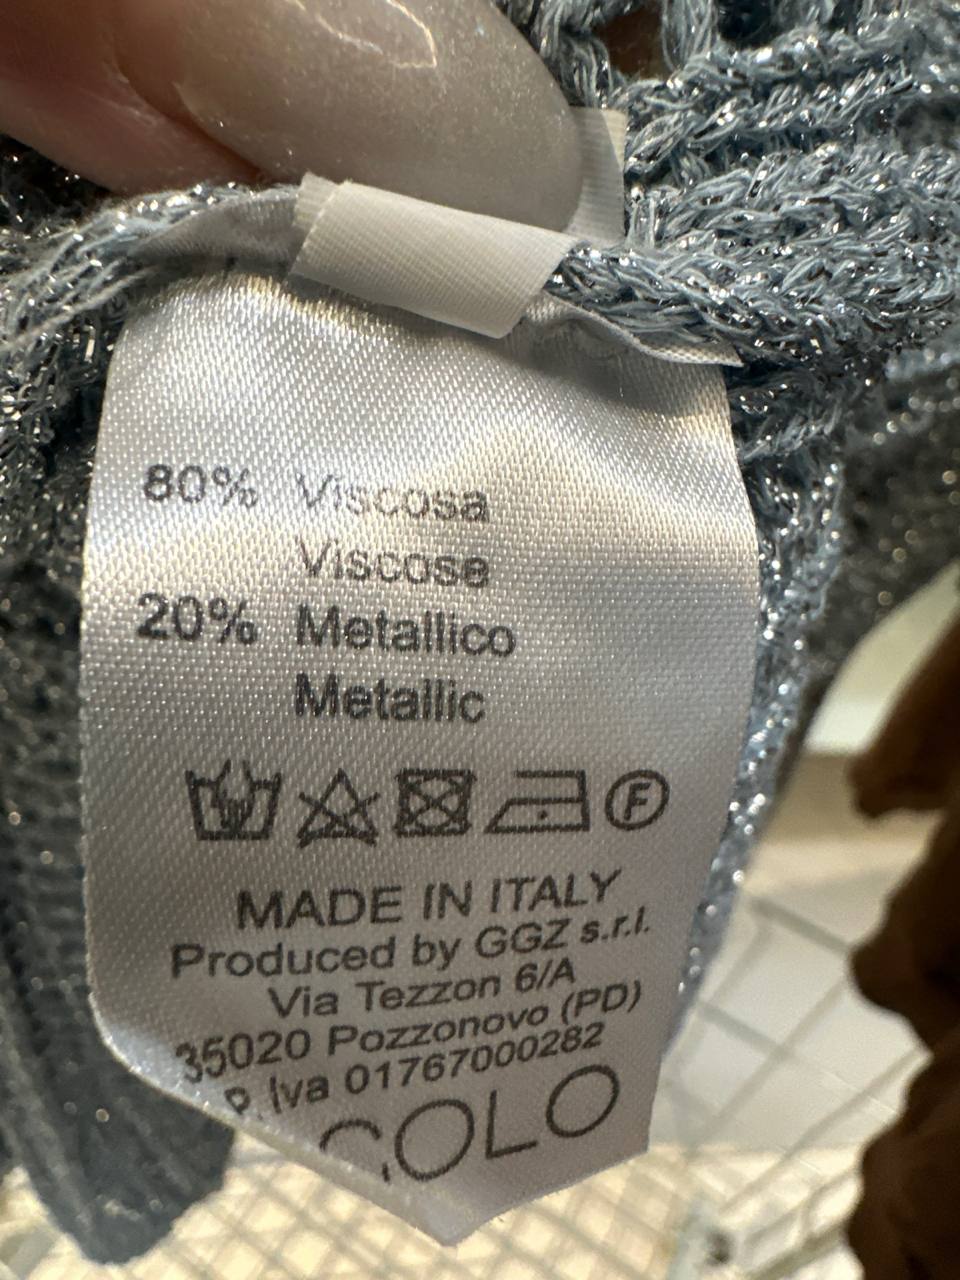 80% Viscosa
Viscose
20% Metallico
Metallic
F
MADE IN ITALY
Produced by GGZ s.r.l.
Via Tezzon 6/A
35020 Pozzonovo (PD)
P. Iva 01767000282